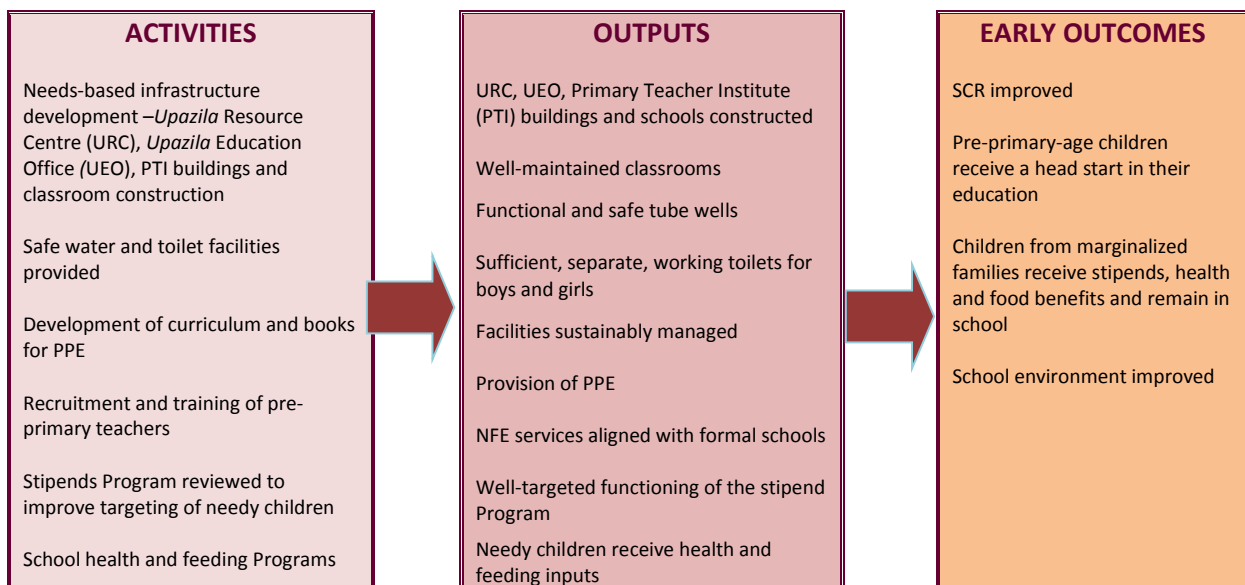 ACTIVITIES
Needs-based infrastructure
development –Upazila Resource
Centre (URC), Upazila Education
Office (UEO), PTI buildings and
classroom construction
Safe water and toilet facilities
provided
Development of curriculum and books
for PPE
Recruitment and training of pre-
primary teachers
Stipends Program reviewed to
improve targeting of needy children
School health and feeding Programs
OUTPUTS
URC, UEO, Primary Teacher Institute
(PTI) buildings and schools constructed
Well-maintained classrooms
Functional and safe tube wells
Sufficient, separate, working toilets for
boys and girls
Facilities sustainably managed
Provision of PPE
NFE services aligned with formal schools
Well-targeted functioning of the stipend
Program
Needy children receive health and
feeding inputs
EARLY OUTCOMES
SCR improved
Pre-primary-age children
receive a head start in their
education
Children from marginalized
families receive stipends, health
and food benefits and remain in
school
School environment improved